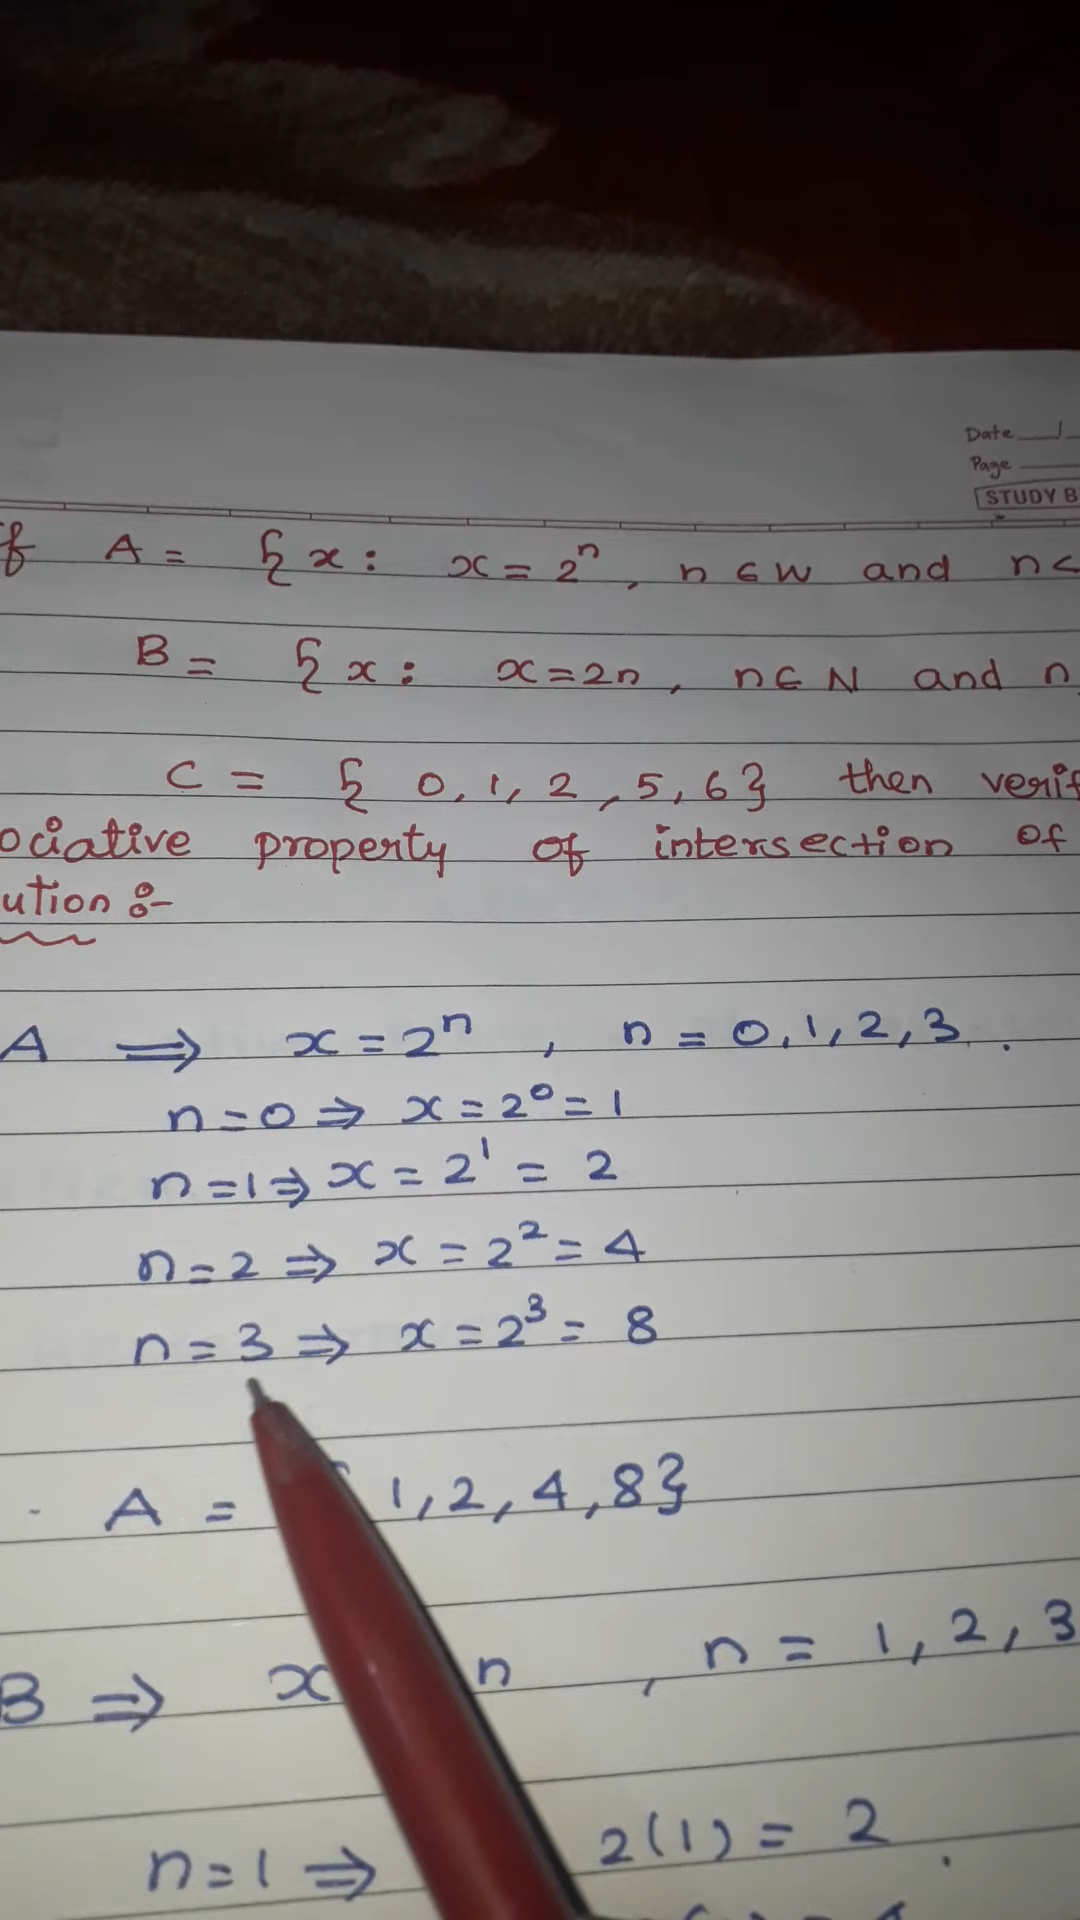 Date
Page
STUDY B
if A = {x : x = 2ⁿ, n ∈ W and n <
B = {x : x = 2n, n ∈ N and n
C = { 0, 1, 2, 5, 6} then verif
ociative property of intersection of
ution :-
A ⟹ x = 2ⁿ, n = 0, 1, 2, 3.
n = 0 ⇒ x = 2⁰ = 1
n = 1 ⇒ x = 2¹ = 2
n = 2 ⇒ x = 2² = 4
n = 3 ⇒ x = 2³ = 8
A = { 1, 2, 4, 8}
B ⟹ x n , n = 1, 2, 3
n = 1 ⇒ 2(1) = 2